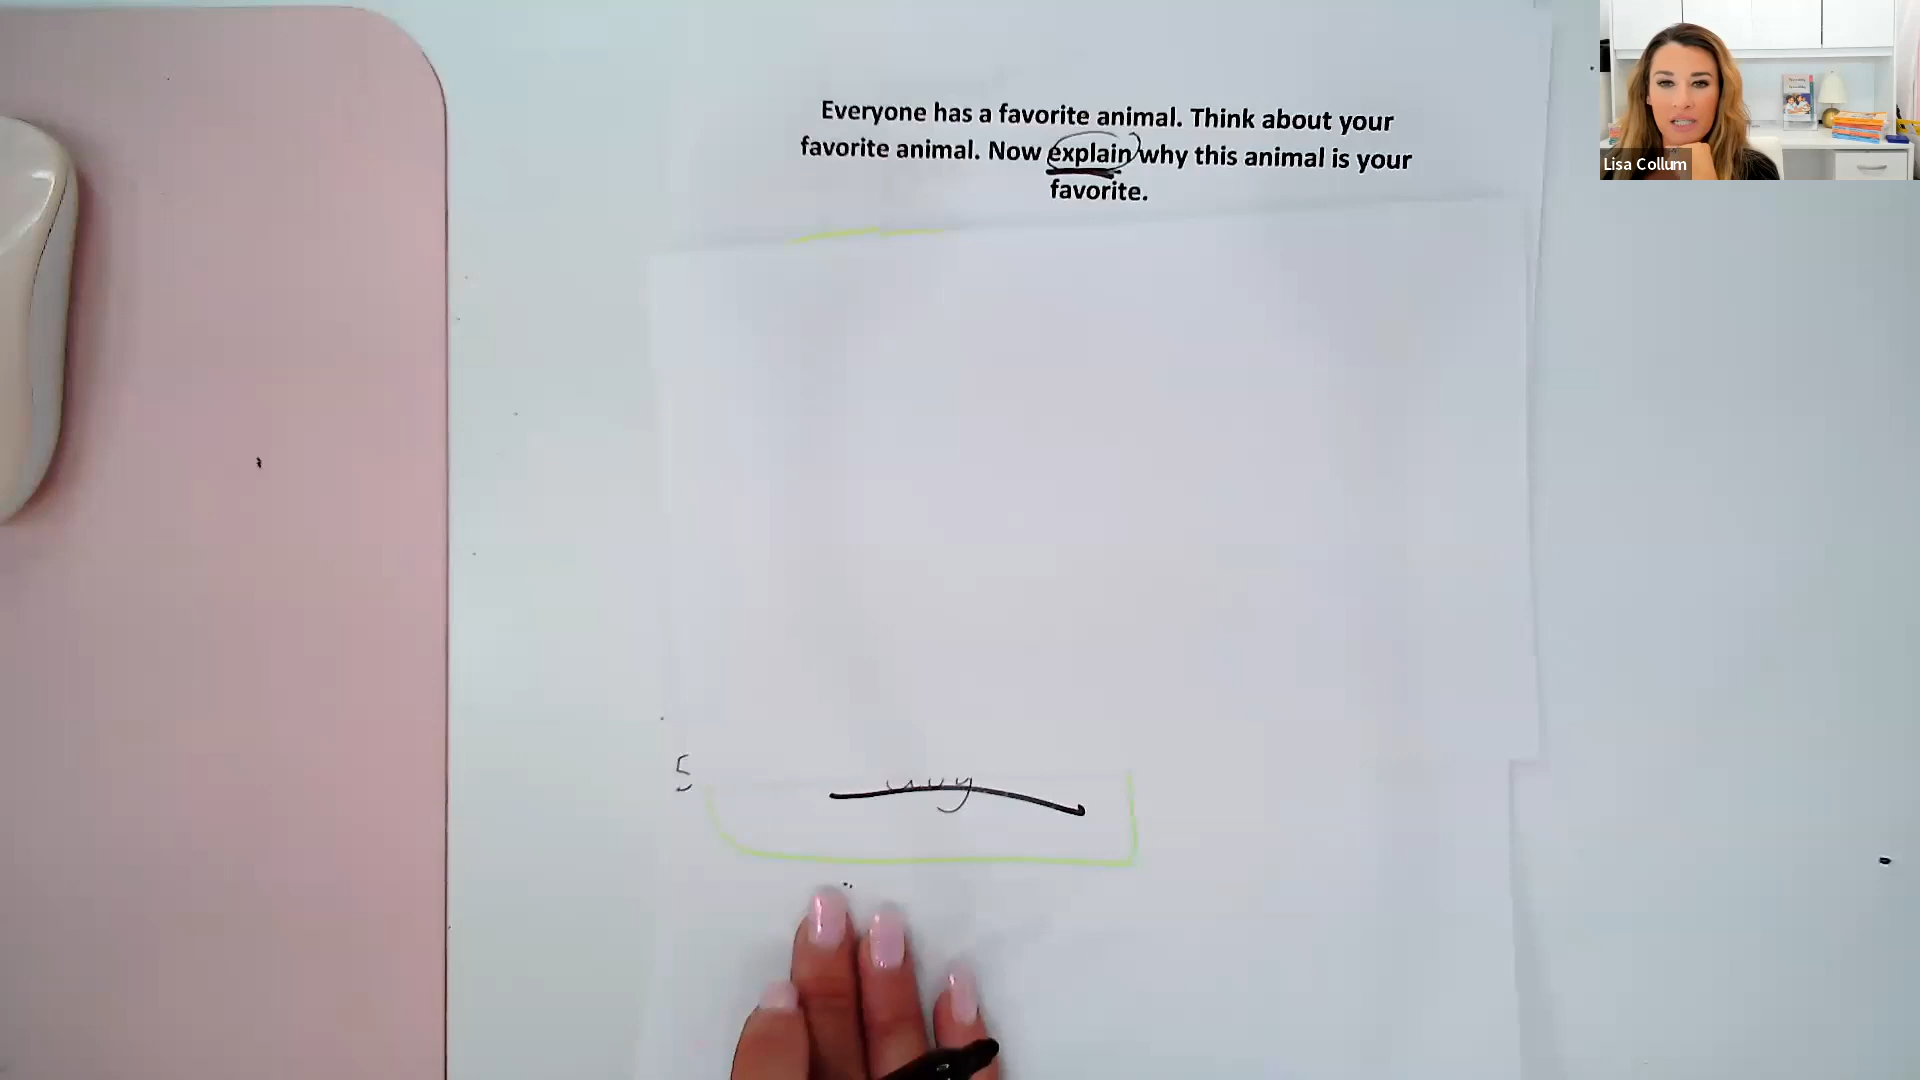 Everyone has a favorite animal. Think about your
favorite animal. Now explain why this animal is your
favorite.
Lisa Collum
5